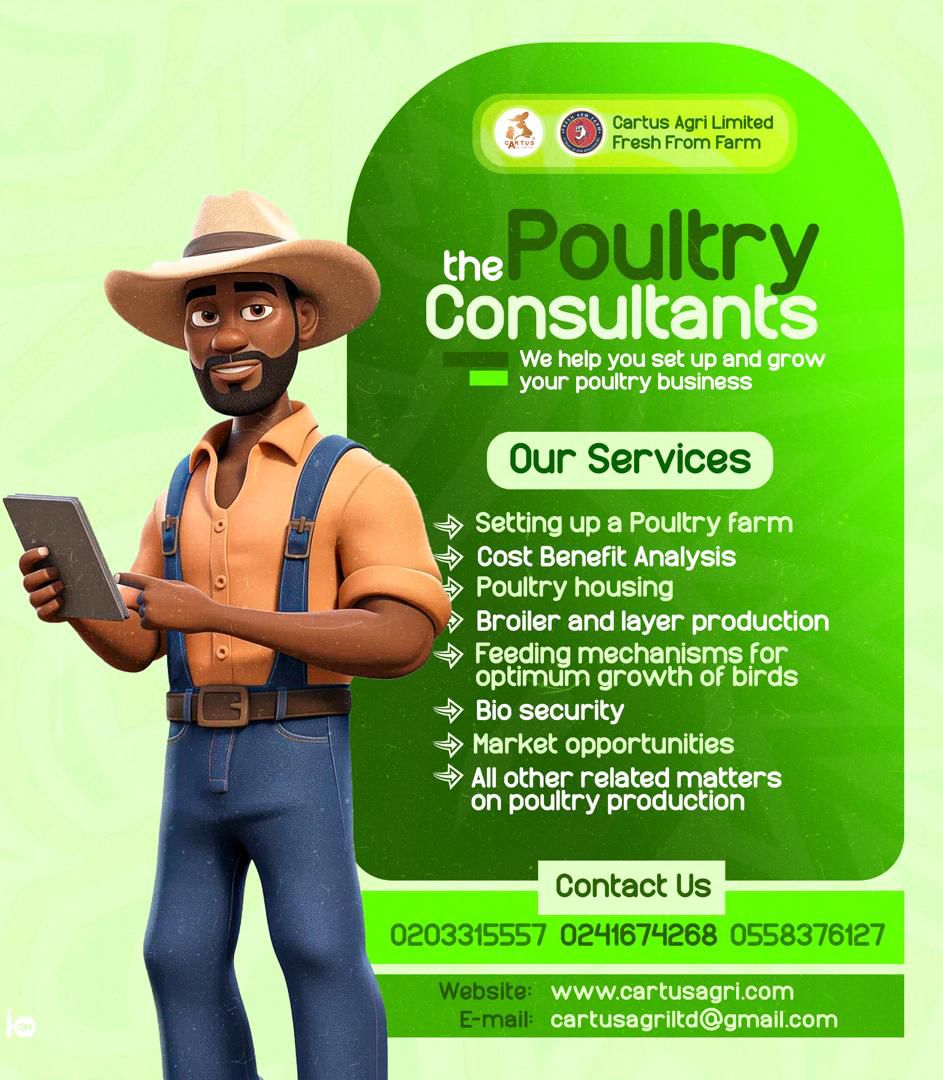 CARTUS
Cartus Agri Limited
Fresh From Farm
the Poultry
Consultants
We help you set up and grow
your poultry business
Our Services
Setting up a Poultry farm
Cost Benefit Analysis
Poultry housing
Broiler and layer production
Feeding mechanisms for
optimum growth of birds
Bio security
Market opportunities
All other related matters
on poultry production
Contact Us
0203315557 0241674268 0558376127
Website: www.cartusagri.com
E-mail: cartusagriltd@gmail.com